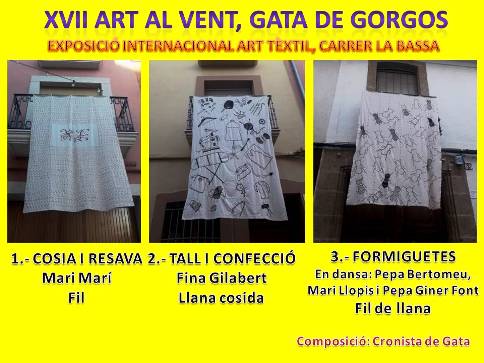 XVII ART AL VENT, GATA DE GORGOS
EXPOSICIÓ INTERNACIONAL ART TÈXTIL, CARRER LA BASSA
1.- COSIA I RESAVA
Mari Marí
Fil
2.- TALL I CONFECCIÓ
Fina Gilabert
Llana cosida
3.- FORMIGUETES
En dansa: Pepa Bertomeu,
Mari Llopis i Pepa Giner Font
Fil de llana
Composició: Cronista de Gata